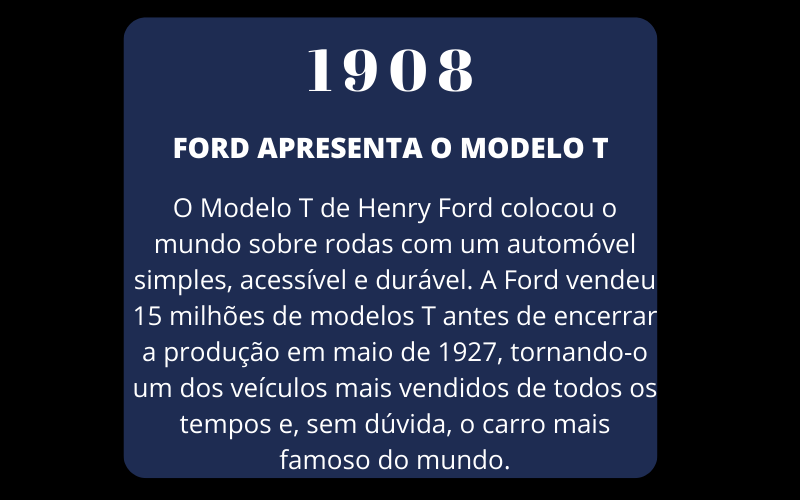 1908
FORD APRESENTA O MODELO T
O Modelo T de Henry Ford colocou o
mundo sobre rodas com um automóvel
simples, acessível e durável. A Ford vendeu
15 milhões de modelos T antes de encerrar
a produção em maio de 1927, tornando-o
um dos veículos mais vendidos de todos os
tempos e, sem dúvida, o carro mais
famoso do mundo.